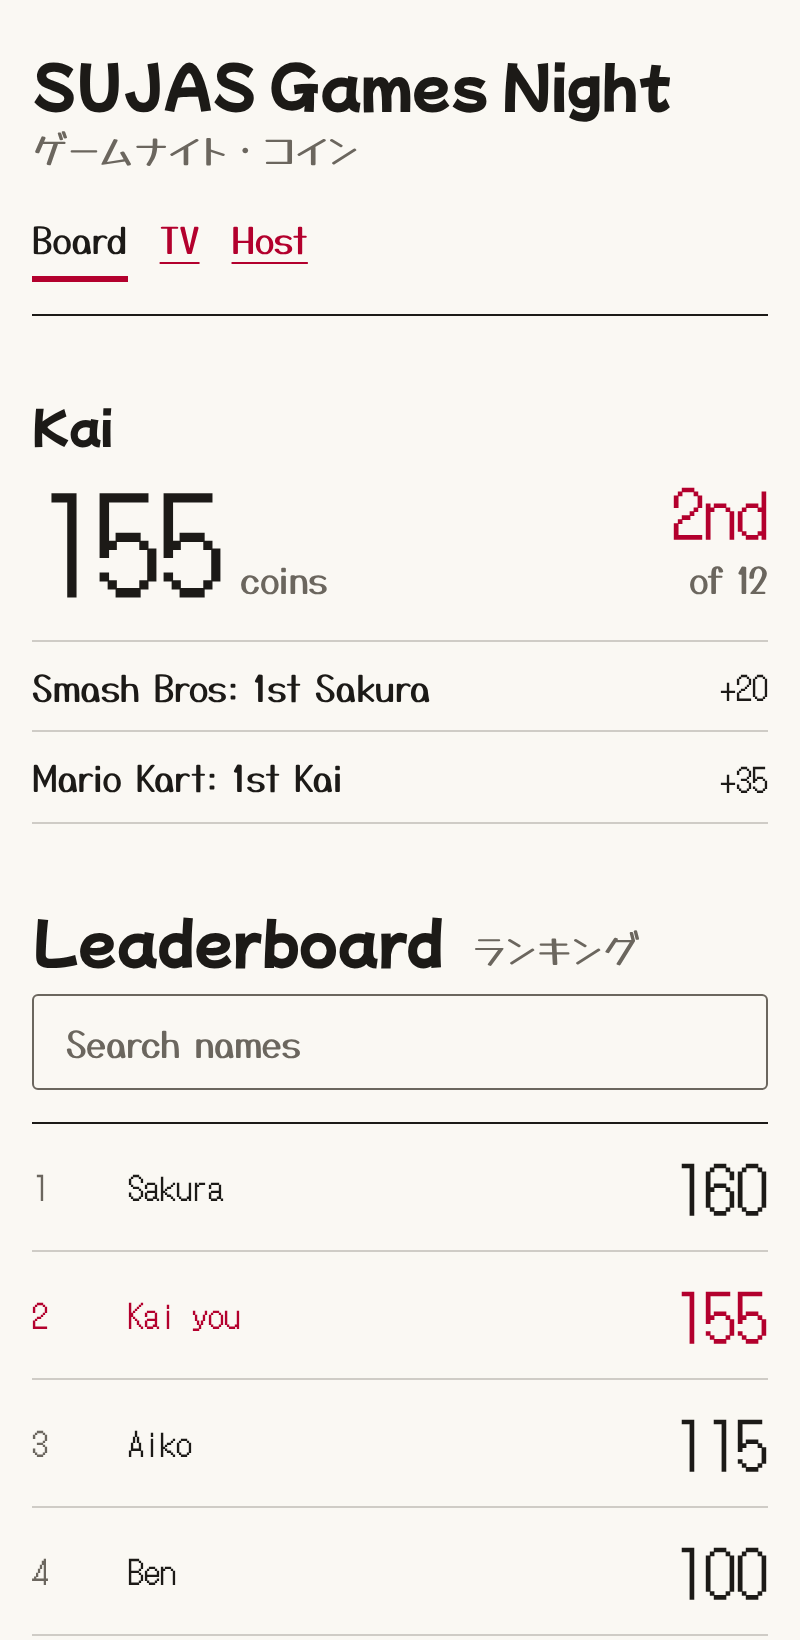 SUJAS Games Night
ゲームナイト・コイン
Board TV Host
Kai
155 coins 2nd
of 12
Smash Bros: 1st Sakura +20
Mario Kart: 1st Kai +35
Leaderboard ランキング
Search names
1 Sakura 160
2 Kai you 155
3 Aiko 115
4 Ben 100